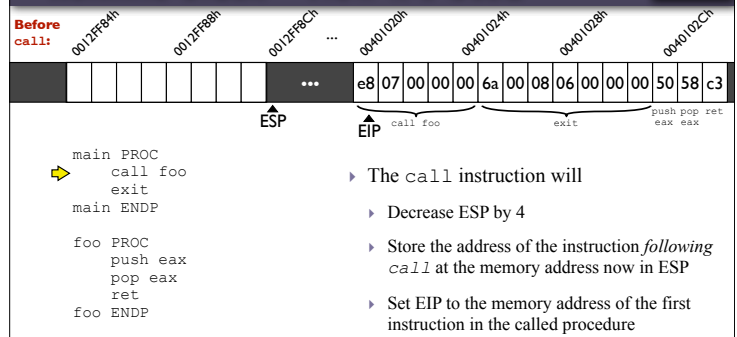 Before
call:
0012FF84h
0012FF88h
0012FF8Ch
...
00401020h
00401024h
00401028h
0040102Ch
•••
e8 07 00 00 00 6a 00 08 06 00 00 00 50 58 c3
ESP
EIP
call foo
exit
push pop ret
eax eax
main PROC
call foo
exit
main ENDP
foo PROC
push eax
pop eax
ret
foo ENDP
The call instruction will
Decrease ESP by 4
Store the address of the instruction following
call at the memory address now in ESP
Set EIP to the memory address of the first
instruction in the called procedure